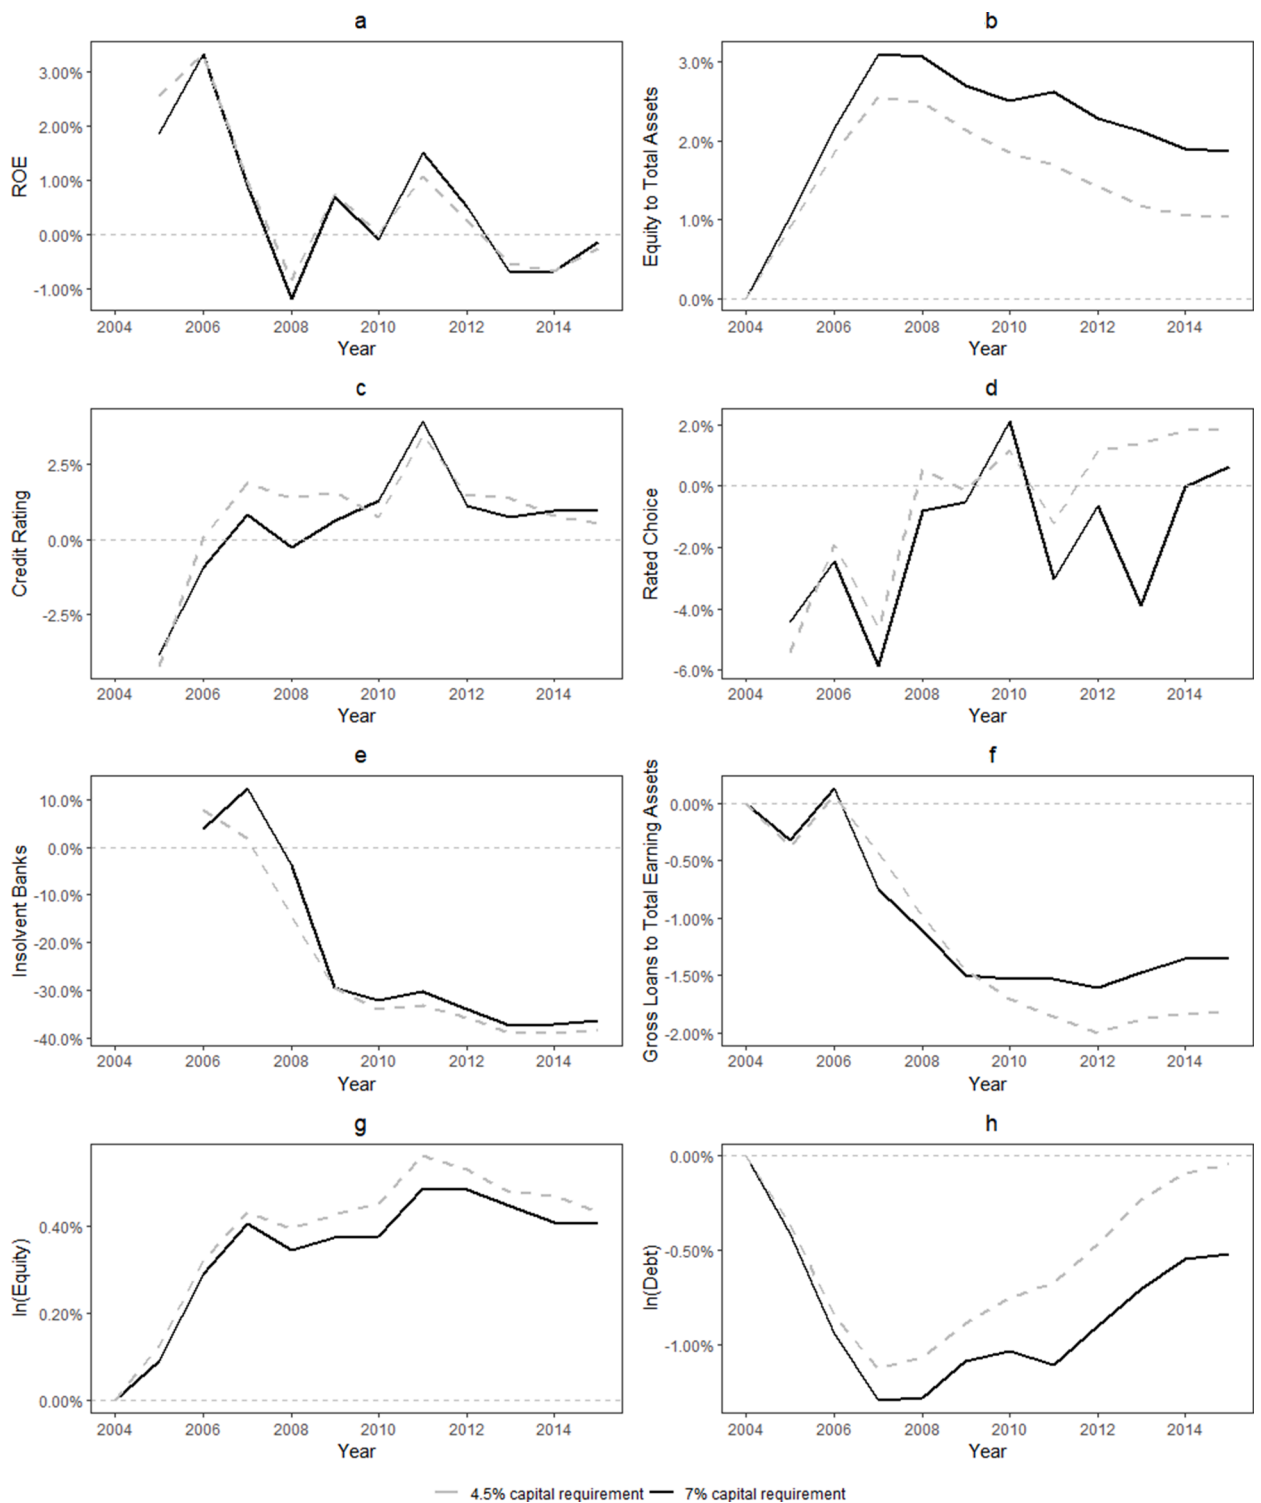 a
ROE
3.00%
2.00%
1.00%
0.00%
-1.00%
2004 2006 2008 2010 2012 2014
Year
b
Equity to Total Assets
3.0%
2.0%
1.0%
0.0%
2004 2006 2008 2010 2012 2014
Year
c
Credit Rating
2.5%
0.0%
-2.5%
2004 2006 2008 2010 2012 2014
Year
d
Rated Choice
2.0%
0.0%
-2.0%
-4.0%
-6.0%
2004 2006 2008 2010 2012 2014
Year
e
Insolvent Banks
10.0%
0.0%
-10.0%
-20.0%
-30.0%
-40.0%
2004 2006 2008 2010 2012 2014
Year
f
Gross Loans to Total Earning Assets
0.00%
-0.50%
-1.00%
-1.50%
-2.00%
2004 2006 2008 2010 2012 2014
Year
g
ln(Equity)
0.40%
0.20%
0.00%
2004 2006 2008 2010 2012 2014
Year
h
ln(Debt)
0.00%
-0.50%
-1.00%
2004 2006 2008 2010 2012 2014
Year
4.5% capital requirement 7% capital requirement